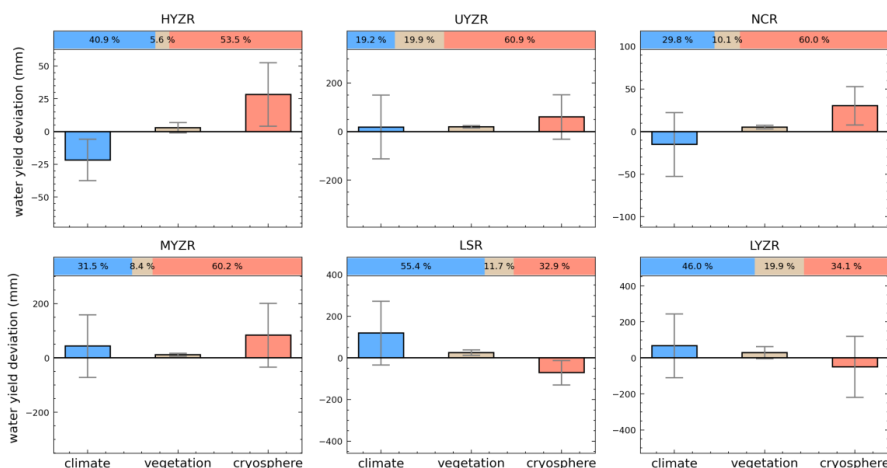 HYZR
40.9 % 5.6 % 53.5 %
water yield deviation (mm)
50
25
0
−25
−50
UYZR
19.2 % 19.9 % 60.9 %
200
0
−200
NCR
29.8 % 10.1 % 60.0 %
100
50
0
−50
−100
MYZR
31.5 % 8.4 % 60.2 %
water yield deviation (mm)
200
0
−200
climate vegetation cryosphere
LSR
55.4 % 11.7 % 32.9 %
400
200
0
−200
−400
climate vegetation cryosphere
LYZR
46.0 % 19.9 % 34.1 %
400
200
0
−200
−400
climate vegetation cryosphere